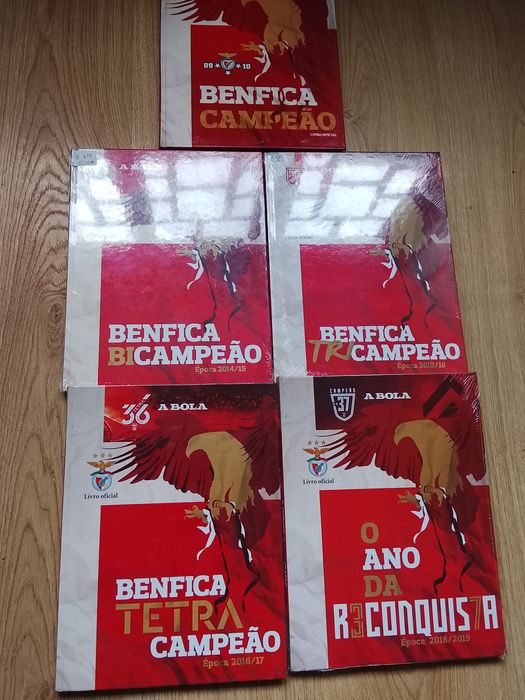 09 10
BENFICA
CAMPEÃO
LIVRO OFICIAL
A BOLA
BENFICA
BICAMPEÃO
Época 2014/15
BENFICA
TRICAMPEÃO
Época 2015/16
36
A BOLA
Livro oficial
BENFICA
TETRA
CAMPEÃO
Época 2016/17
CAMPEÃO
37
A BOLA
Livro oficial
O
ANO
DA
R3CONQUIS7A
Época 2018/2019